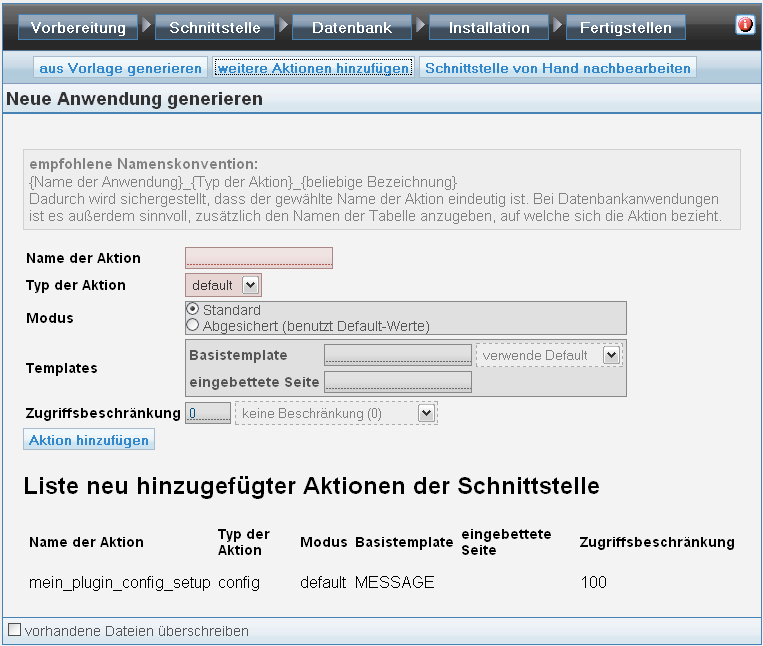 Vorbereitung Schnittstelle Datenbank Installation Fertigstellen
aus Vorlage generieren weitere Aktionen hinzufügen Schnittstelle von Hand nachbearbeiten
Neue Anwendung generieren
empfohlene Namenskonvention:
{Name der Anwendung}_{Typ der Aktion}_{beliebige Bezeichnung}
Dadurch wird sichergestellt, dass der gewählte Name der Aktion eindeutig ist. Bei Datenbankanwendungen
ist es außerdem sinnvoll, zusätzlich den Namen der Tabelle anzugeben, auf welche sich die Aktion bezieht.
Name der Aktion
Typ der Aktion default
Modus
Standard
Abgesichert (benutzt Default-Werte)
Templates
Basistemplate verwende Default
eingebettete Seite
Zugriffsbeschränkung 0 keine Beschränkung (0)
Aktion hinzufügen
Liste neu hinzugefügter Aktionen der Schnittstelle
Name der Aktion Typ der Aktion Modus Basistemplate eingebettete Seite Zugriffsbeschränkung
mein_plugin_config_setup config default MESSAGE 100
vorhandene Dateien überschreiben